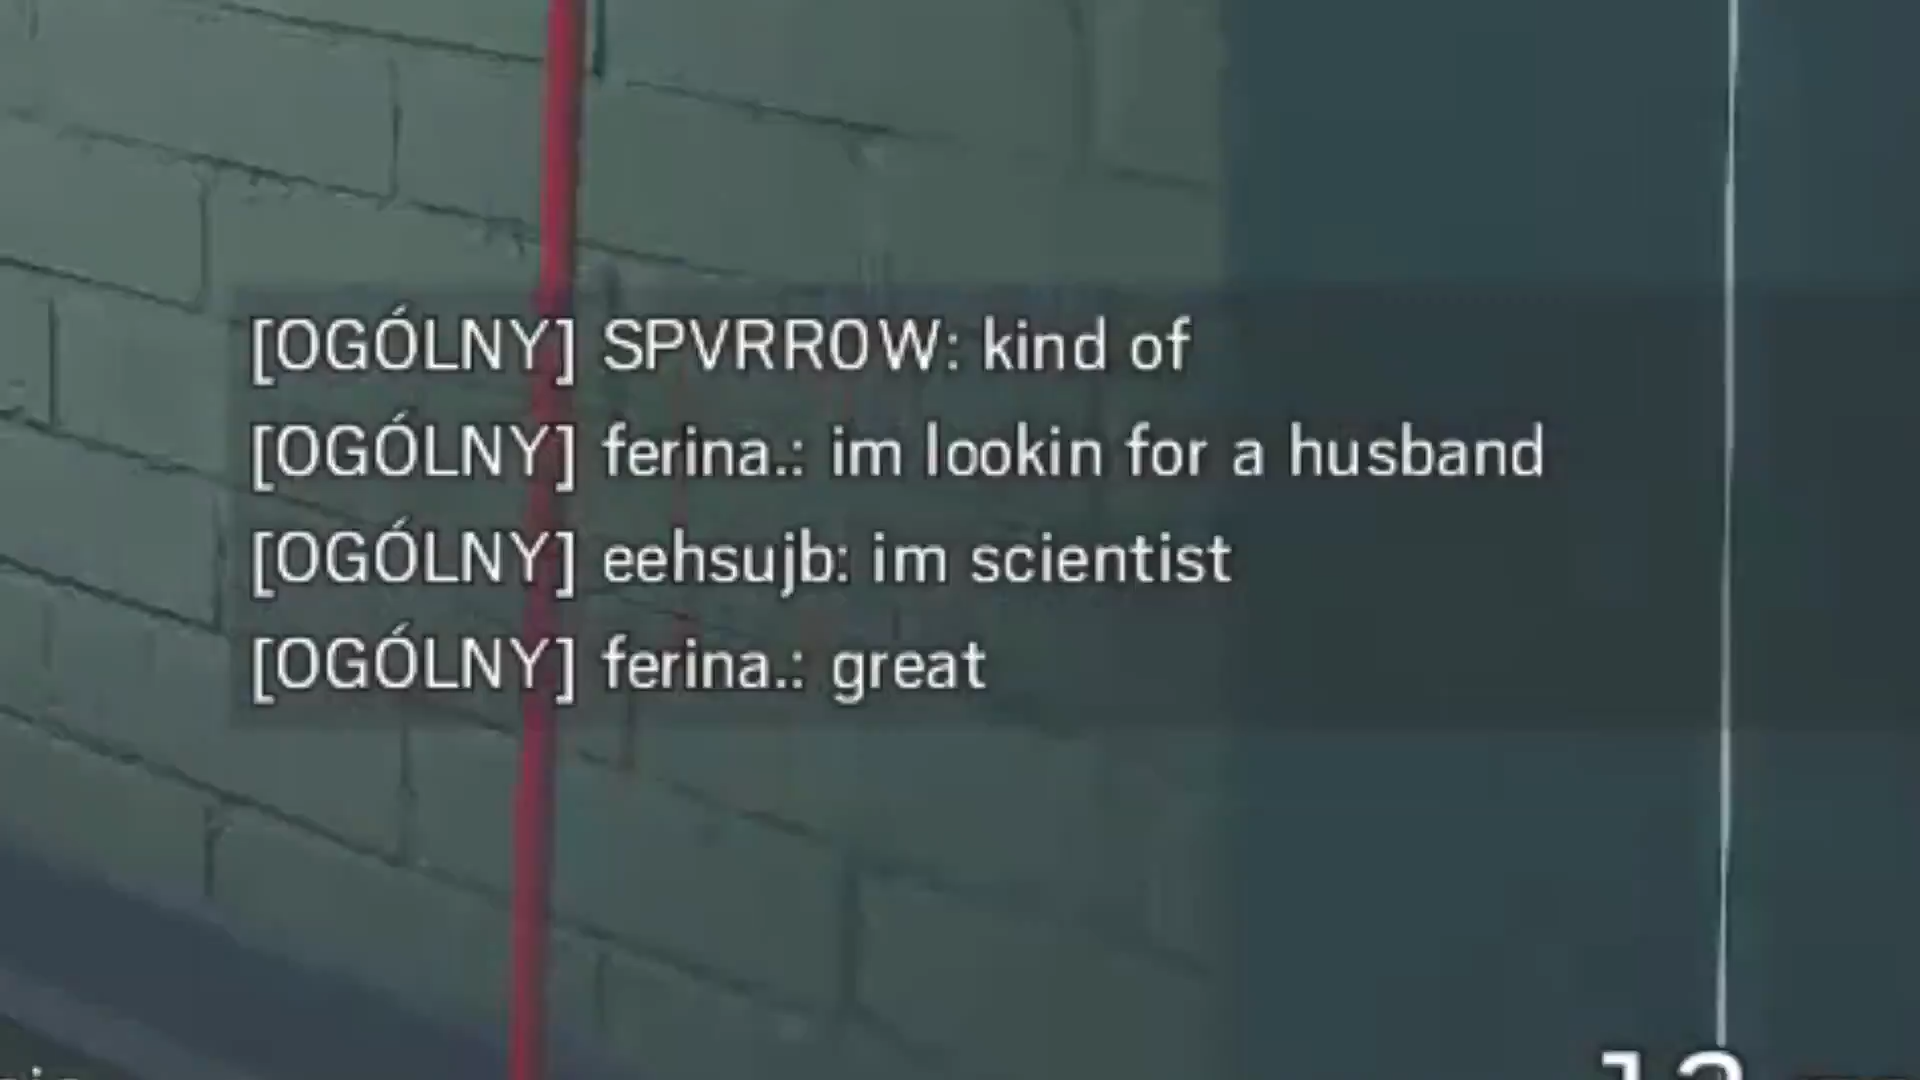 [OGÓLNY] SPVRROW: kind of
[OGÓLNY] ferina.: im lookin for a husband
[OGÓLNY] eehsujb: im scientist
[OGÓLNY] ferina.: great